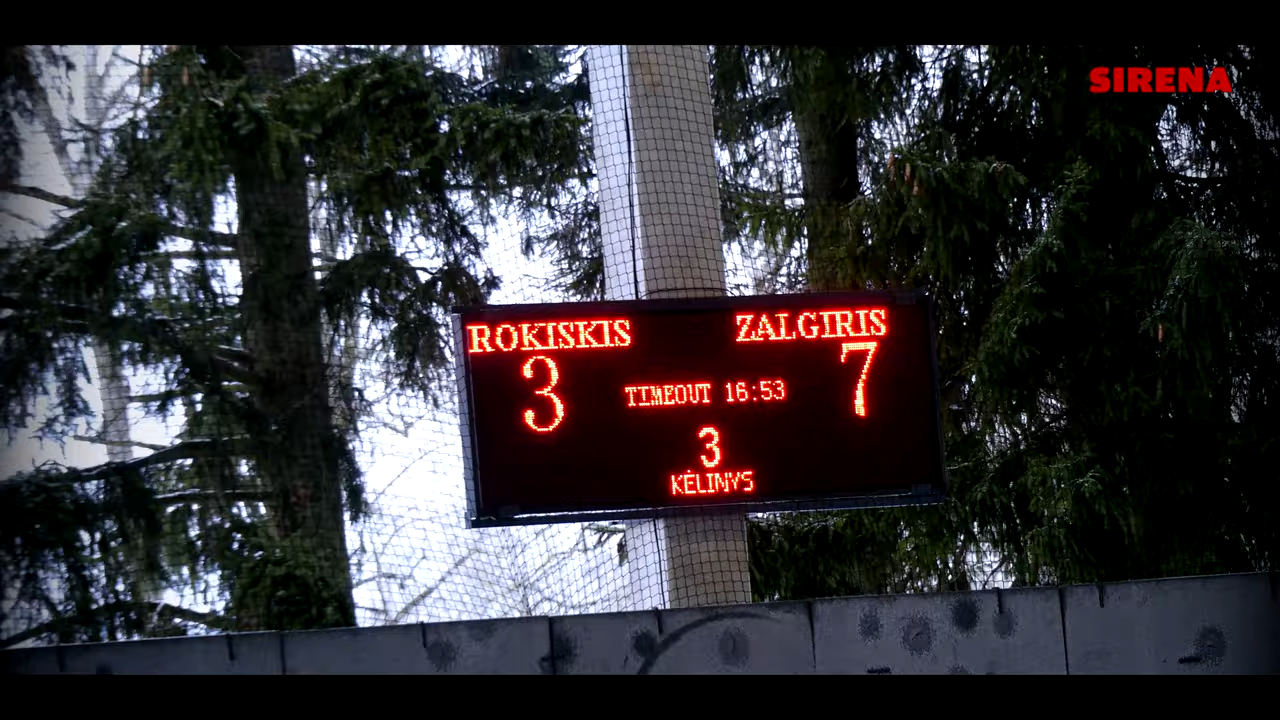 SIRENA
ROKISKIS ZALGIRIS
3 7
TIMEOUT 16:53
3
KĖLINYS